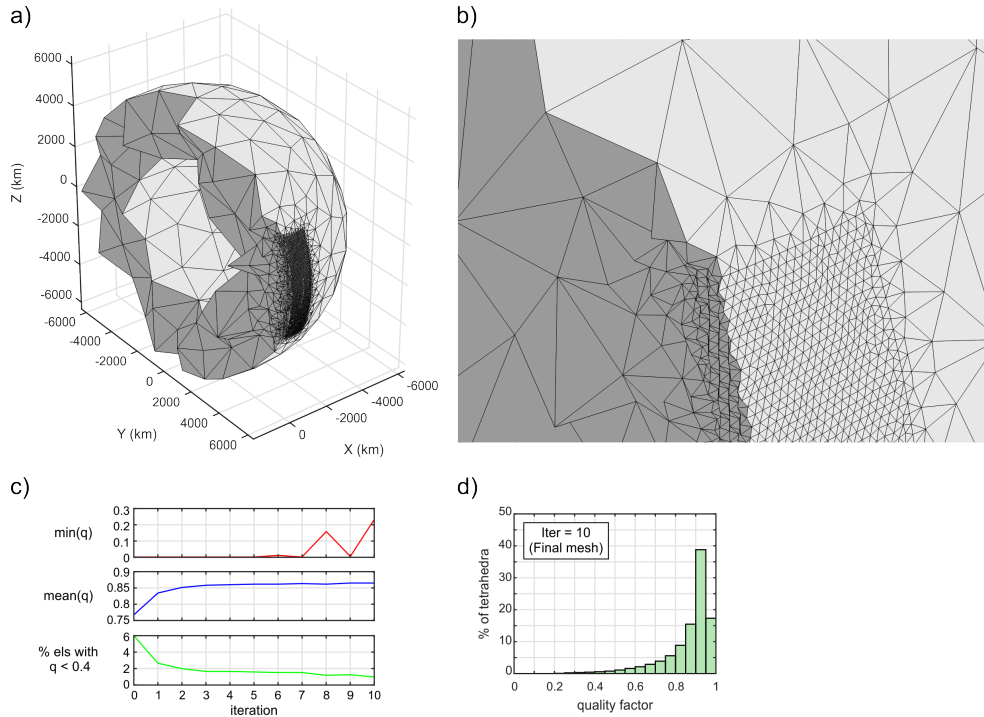 a)
6000
4000
2000
0
-2000
-4000
-6000
Z (km)
-6000
-4000
-2000
0
2000
4000
6000
Y (km)
0
-2000
-4000
-6000
X (km)
b)
c)
0.3
0.2
0.1
0
min(q)
0.9
0.85
0.8
0.75
mean(q)
6
4
2
0
% els with
q < 0.4
0 1 2 3 4 5 6 7 8 9 10
iteration
d)
50
40
30
20
10
0
% of tetrahedra
Iter = 10
(Final mesh)
0 0.2 0.4 0.6 0.8 1
quality factor